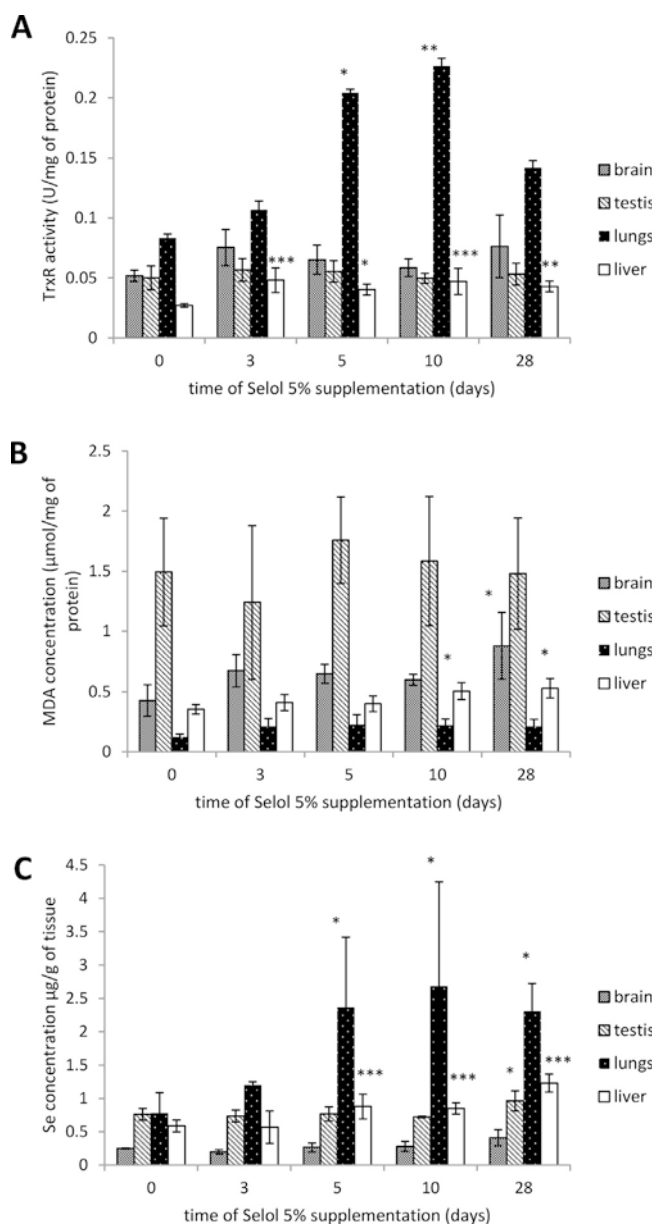 A
TrxR activity (U/mg of protein)
0.25
0.2
0.15
0.1
0.05
0
*
**
***
*
***
**
0
3
5
10
28
time of Selol 5% supplementation (days)
brain
testis
lungs
liver
B
MDA concentration (µmol/mg of
protein)
2.5
2
1.5
1
0.5
0
*
*
*
0
3
5
10
28
time of Selol 5% supplementation (days)
brain
testis
lungs
liver
C
Se concentration µg/g of tissue
4.5
4
3.5
3
2.5
2
1.5
1
0.5
0
*
*
*
***
***
*
***
0
3
5
10
28
time of Selol 5% supplementation (days)
brain
testis
lungs
liver